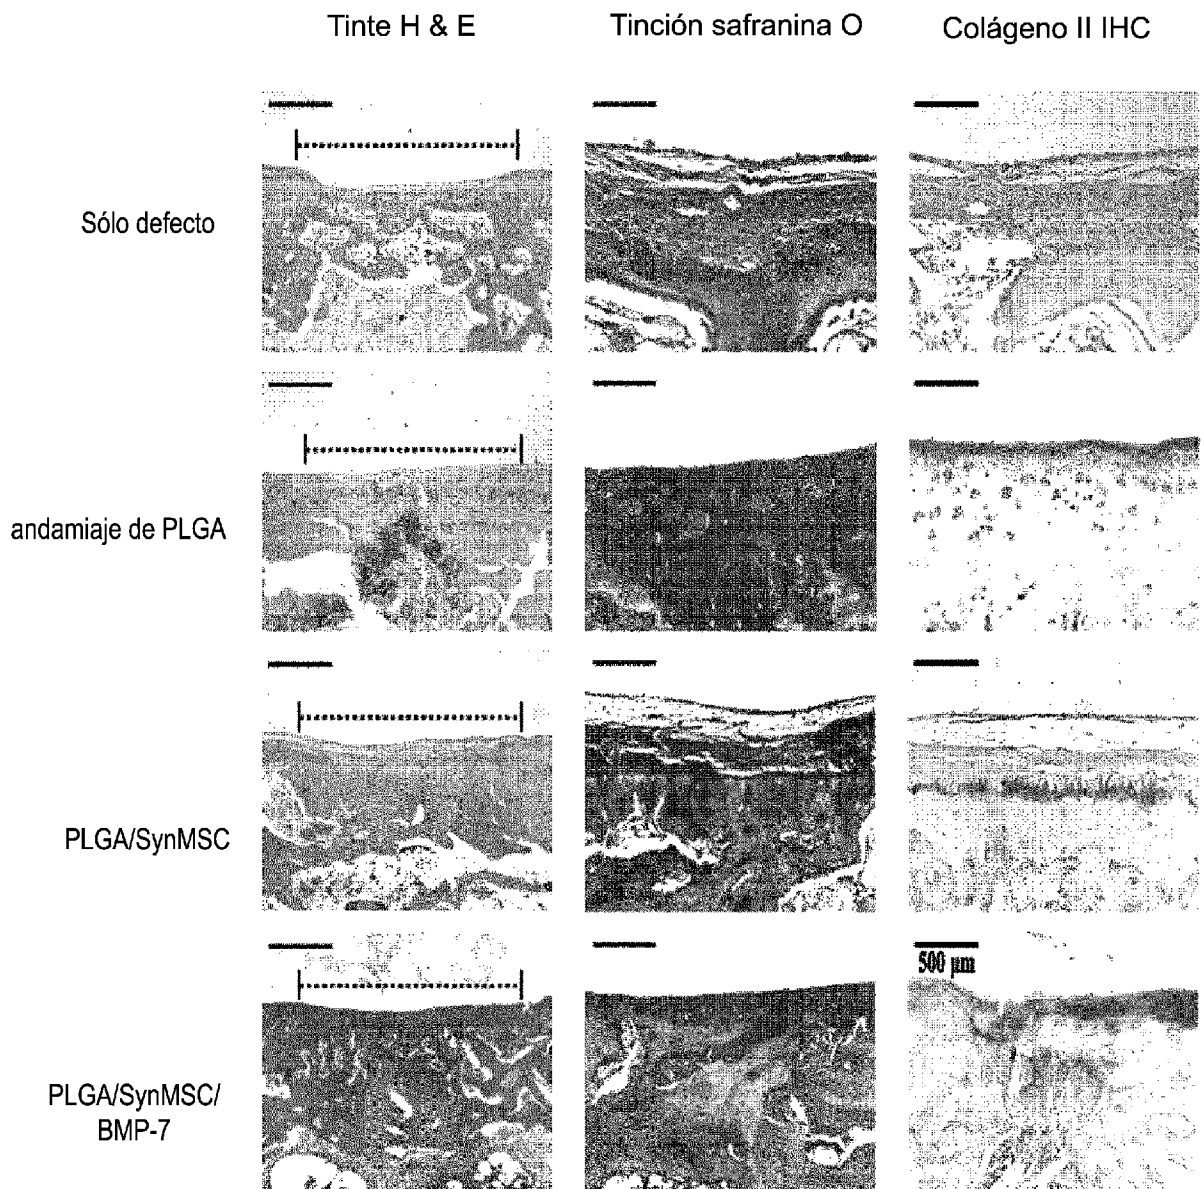 Tinte H & E
Tinción safranina O
Colágeno II IHC
Sólo defecto
andamiaje de PLGA
PLGA/SynMSC
500 µm
PLGA/SynMSC/
BMP-7